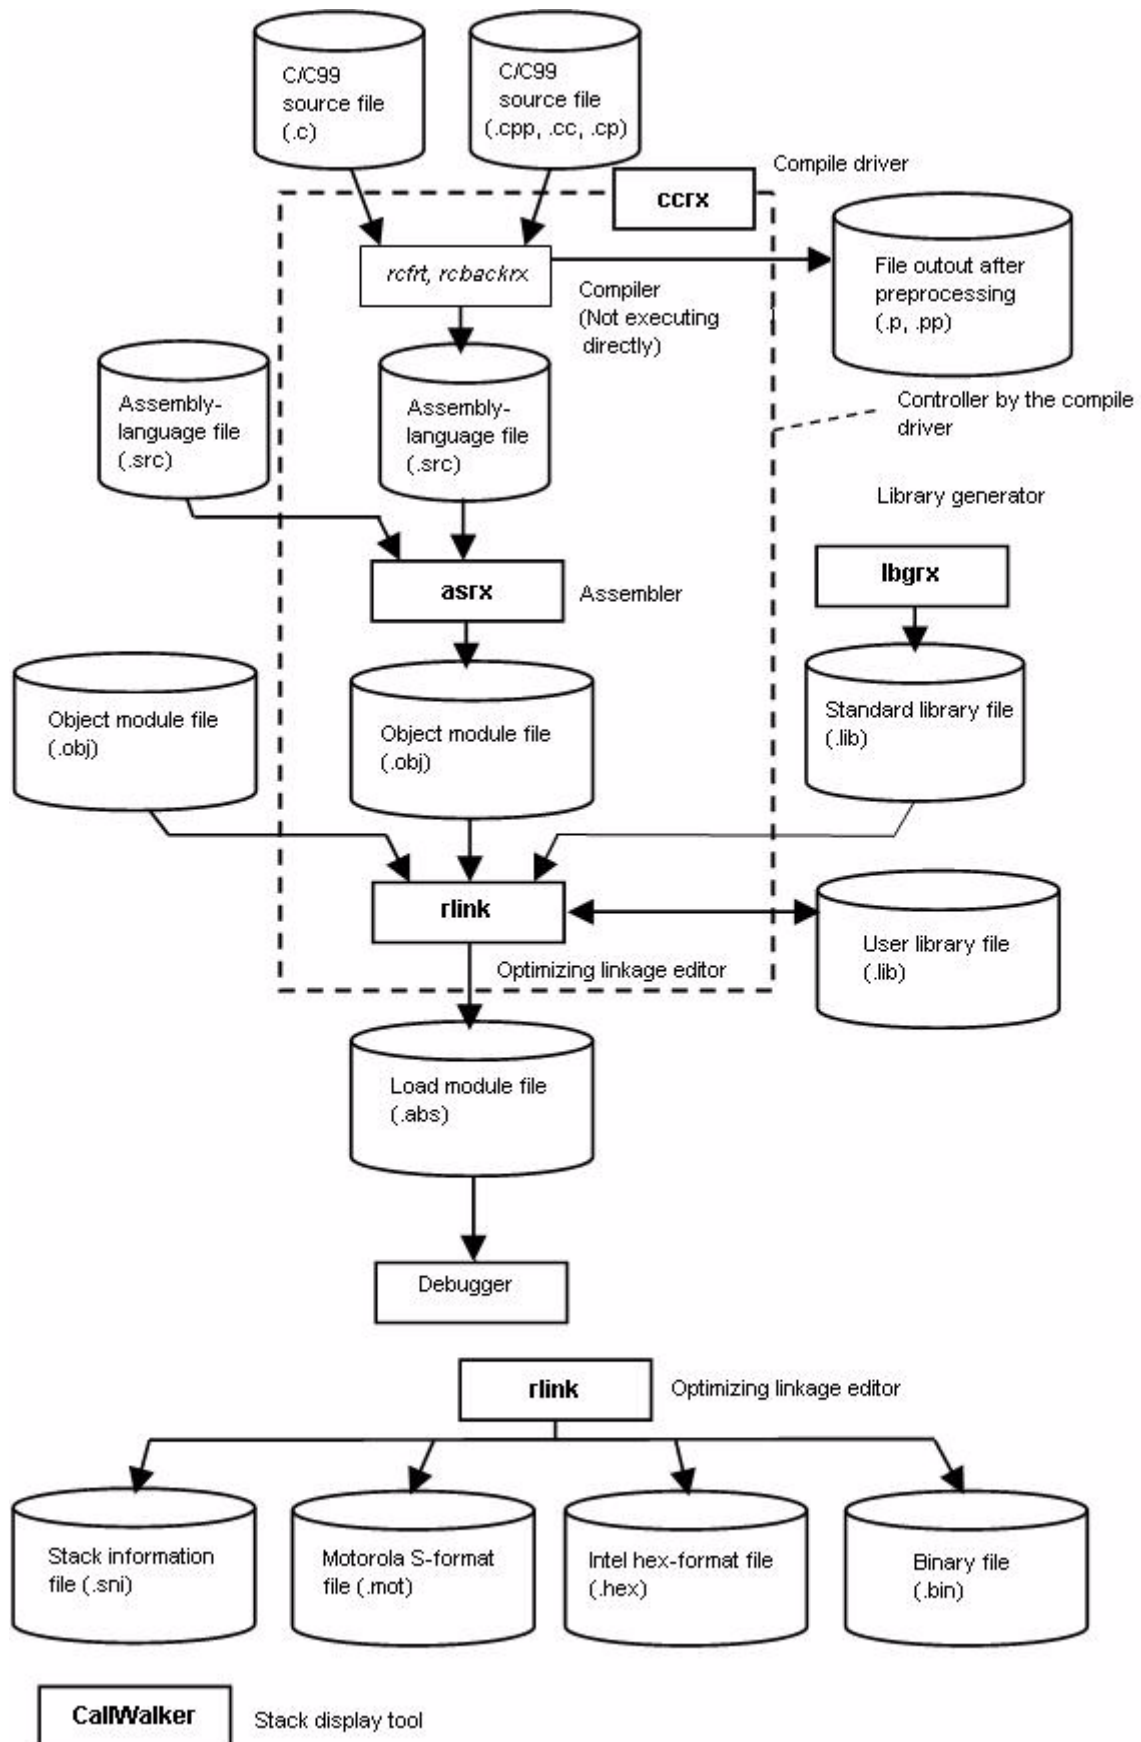 C/C99
source file
(.c)
C/C99
source file
(.cpp, .cc, .cp)
Compile driver
ccrx
rcfrt, rcbackrx
File outout after
preprocessing
(.p, .pp)
Compiler
(Not executing
directly)
Assembly-
language file
(.src)
Assembly-
language file
(.src)
Controller by the compile
driver
Library generator
asrx
Assembler
lbgrx
Object module file
(.obj)
Object module file
(.obj)
Standard library file
(.lib)
rlink
Optimizing linkage editor
User library file
(.lib)
Load module file
(.abs)
Debugger
rlink
Optimizing linkage editor
Stack information
file (.sni)
Motorola S-format
file (.mot)
Intel hex-format file
(.hex)
Binary file
(.bin)
CallWalker
Stack display tool